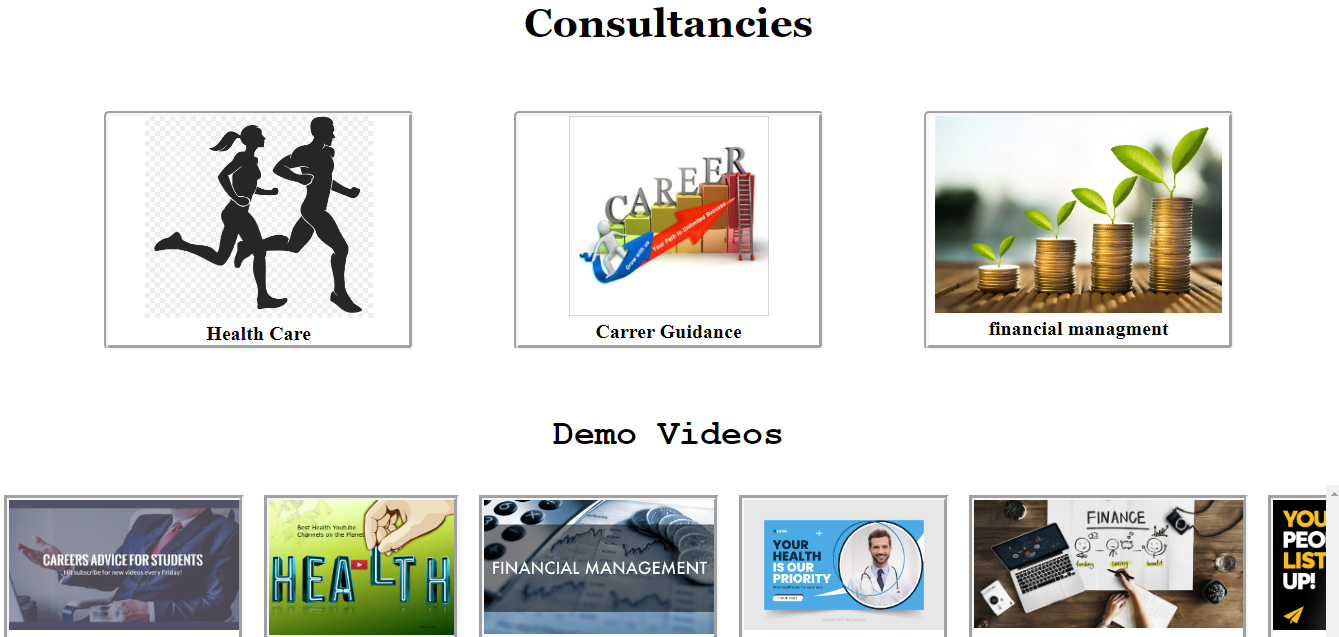 Consultancies
CAREER
Grow with us
Your Path to Unlimited Success
Health Care
Carrer Guidance
financial managment
Demo Videos
CAREERS ADVICE FOR STUDENTS
Hit subscribe for new videos every Friday!
Best Health Youtube
Channels on the Planet
HEALTH
FINANCIAL MANAGEMENT
YOUR
HEALTH
IS OUR
PRIORITY
FINANCE
funding
saving
benefit
YOU
PEO
LIST
UP!